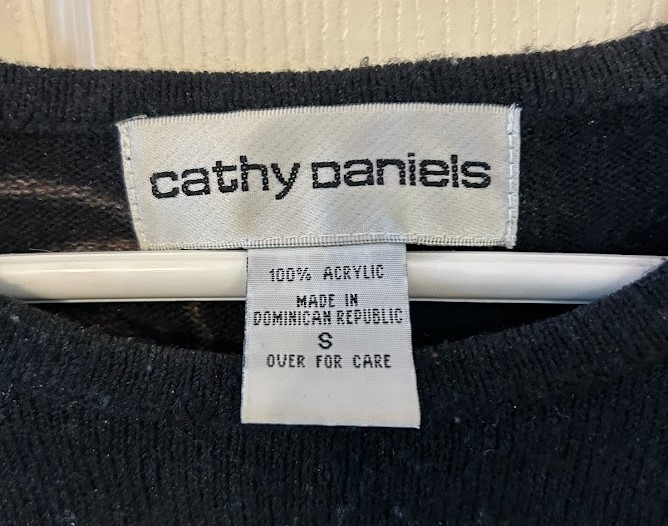 cathy Daniels
100% ACRYLIC
MADE IN
DOMINICAN REPUBLIC
S
OVER FOR CARE